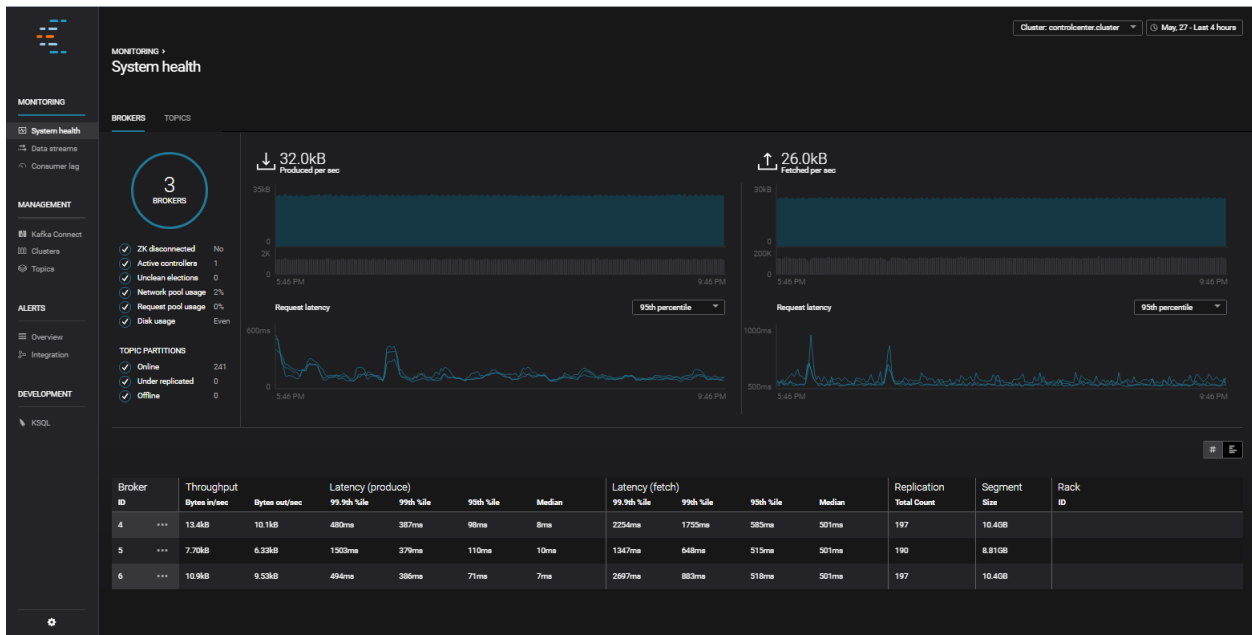 Cluster: controlcenter.cluster
May, 27 - Last 4 hours
MONITORING >
System health
MONITORING
System health
Data streams
Consumer lag
MANAGEMENT
Kafka Connect
Clusters
Topics
ALERTS
Overview
Integration
DEVELOPMENT
KSQL
BROKERS TOPICS
3
BROKERS
ZK disconnected No
Active controllers 1
Unclean elections 0
Network pool usage 2%
Request pool usage 0%
Disk usage Even
TOPIC PARTITIONS
Online 241
Under replicated 0
Offline 0
32.0kB
Produced per sec
35kB
0
2K
0
5:46 PM 9:46 PM
Request latency 95th percentile
600ms
0
5:46 PM 9:46 PM
26.0kB
Fetched per sec
30kB
0
200K
0
5:46 PM 9:46 PM
Request latency 95th percentile
1000ms
500ms
5:46 PM 9:46 PM
#
Broker Throughput Latency (produce) Latency (fetch) Replication Segment Rack
ID Bytes in/sec Bytes out/sec 99.9th %ile 99th %ile 95th %ile Median 99.9th %ile 99th %ile 95th %ile Median Total Count Size ID
4 ••• 13.4kB 10.1kB 480ms 387ms 98ms 8ms 2254ms 1755ms 585ms 501ms 197 10.4GB
5 ••• 7.70kB 6.33kB 1503ms 379ms 110ms 10ms 1347ms 648ms 515ms 501ms 190 8.81GB
6 ••• 10.9kB 9.53kB 494ms 386ms 71ms 7ms 2697ms 883ms 518ms 501ms 197 10.4GB